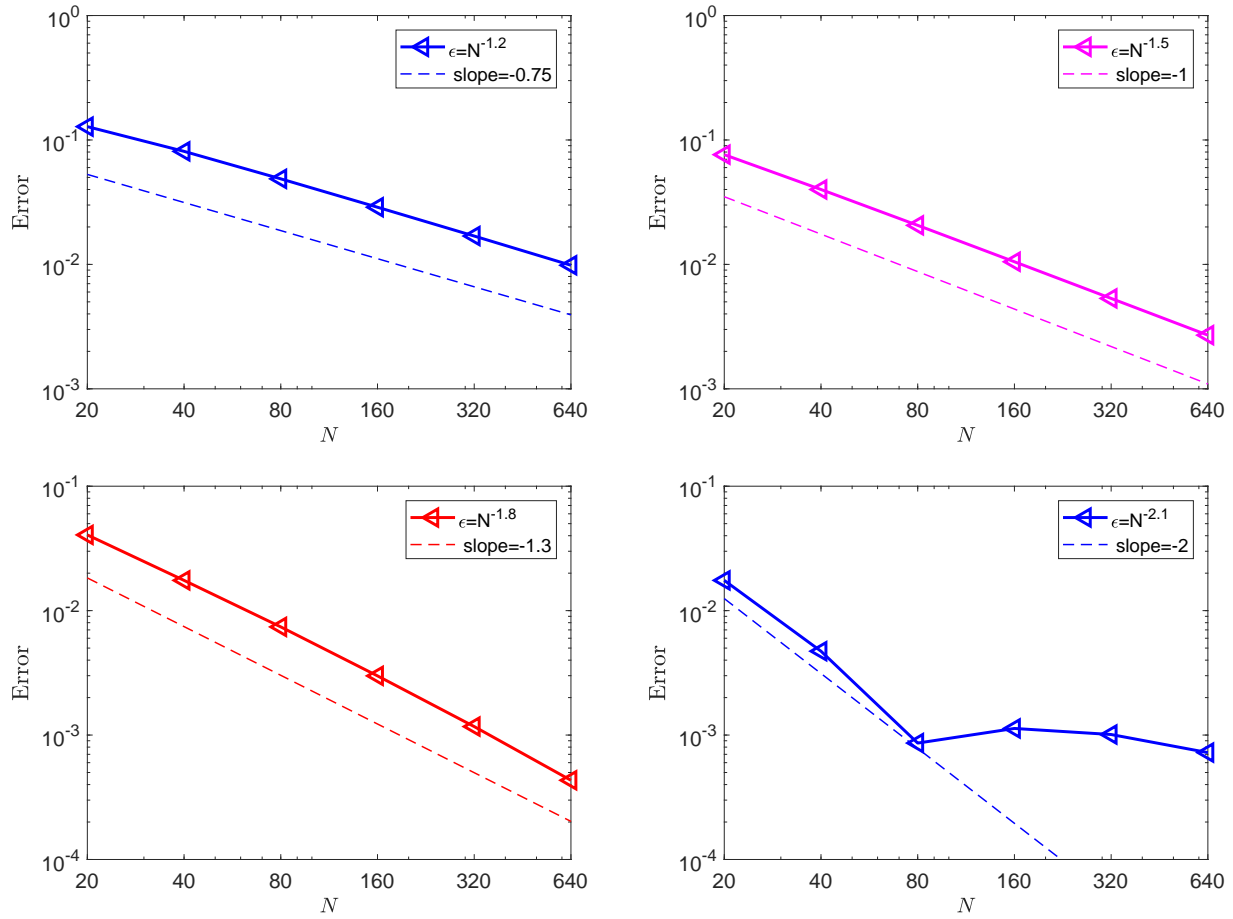 10^0
10^-1
10^-2
10^-3
Error
20 40 80 160 320 640
N
ϵ=N^-1.2
slope=-0.75
10^0
10^-1
10^-2
10^-3
Error
20 40 80 160 320 640
N
ϵ=N^-1.5
slope=-1
10^-1
10^-2
10^-3
10^-4
Error
20 40 80 160 320 640
N
ϵ=N^-1.8
slope=-1.3
10^-1
10^-2
10^-3
10^-4
Error
20 40 80 160 320 640
N
ϵ=N^-2.1
slope=-2